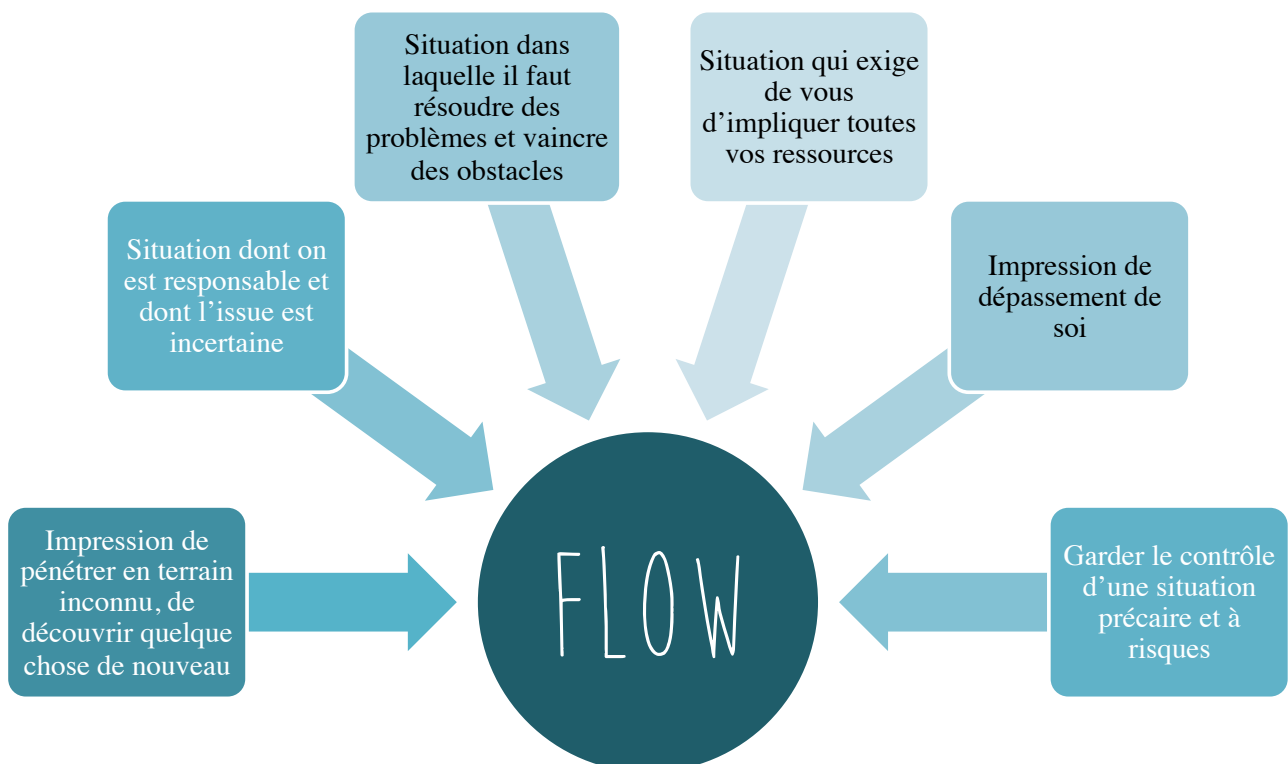 Situation dans
laquelle il faut
résoudre des
problèmes et vaincre
des obstacles
Situation qui exige
de vous
d’impliquer toutes
vos ressources
Situation dont on
est responsable et
dont l’issue est
incertaine
Impression de
dépassement de
soi
Impression de
pénétrer en terrain
inconnu, de
découvrir quelque
chose de nouveau
FLOW
Garder le contrôle
d’une situation
précaire et à
risques